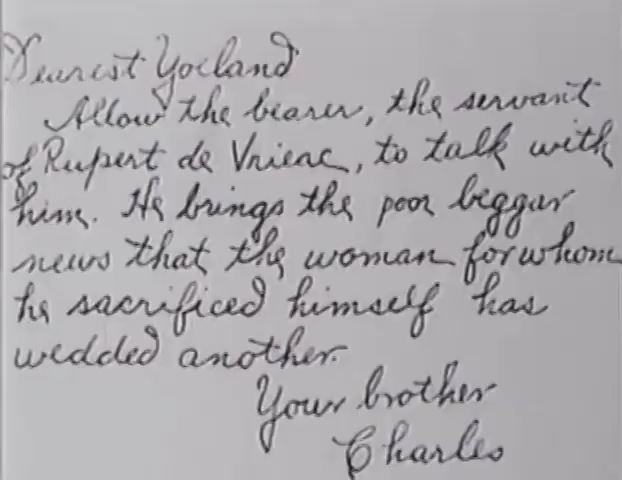 Dearest Yoeland
Allow the bearer, the servant
of Rupert de Vrieac, to talk with
him. He brings the poor beggar
news that the woman for whom
he sacrificed himself has
wedded another.
Your brother
Charles